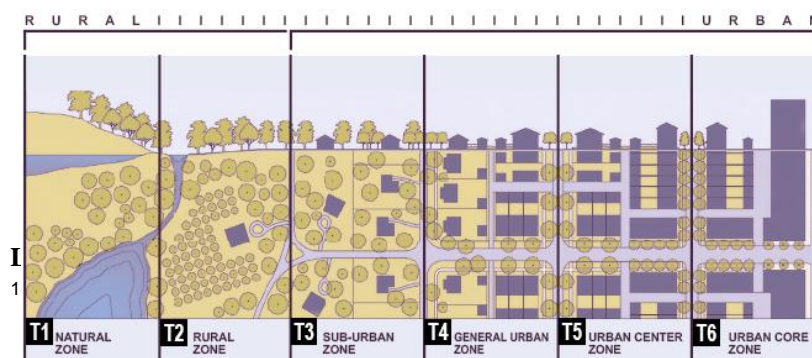 R U R A L I I I I I I I I I I I I I I I I I I I I U R B A
I
1
T1 NATURAL ZONE
T2 RURAL ZONE
T3 SUB-URBAN ZONE
T4 GENERAL URBAN ZONE
T5 URBAN CENTER ZONE
T6 URBAN CORE ZONE